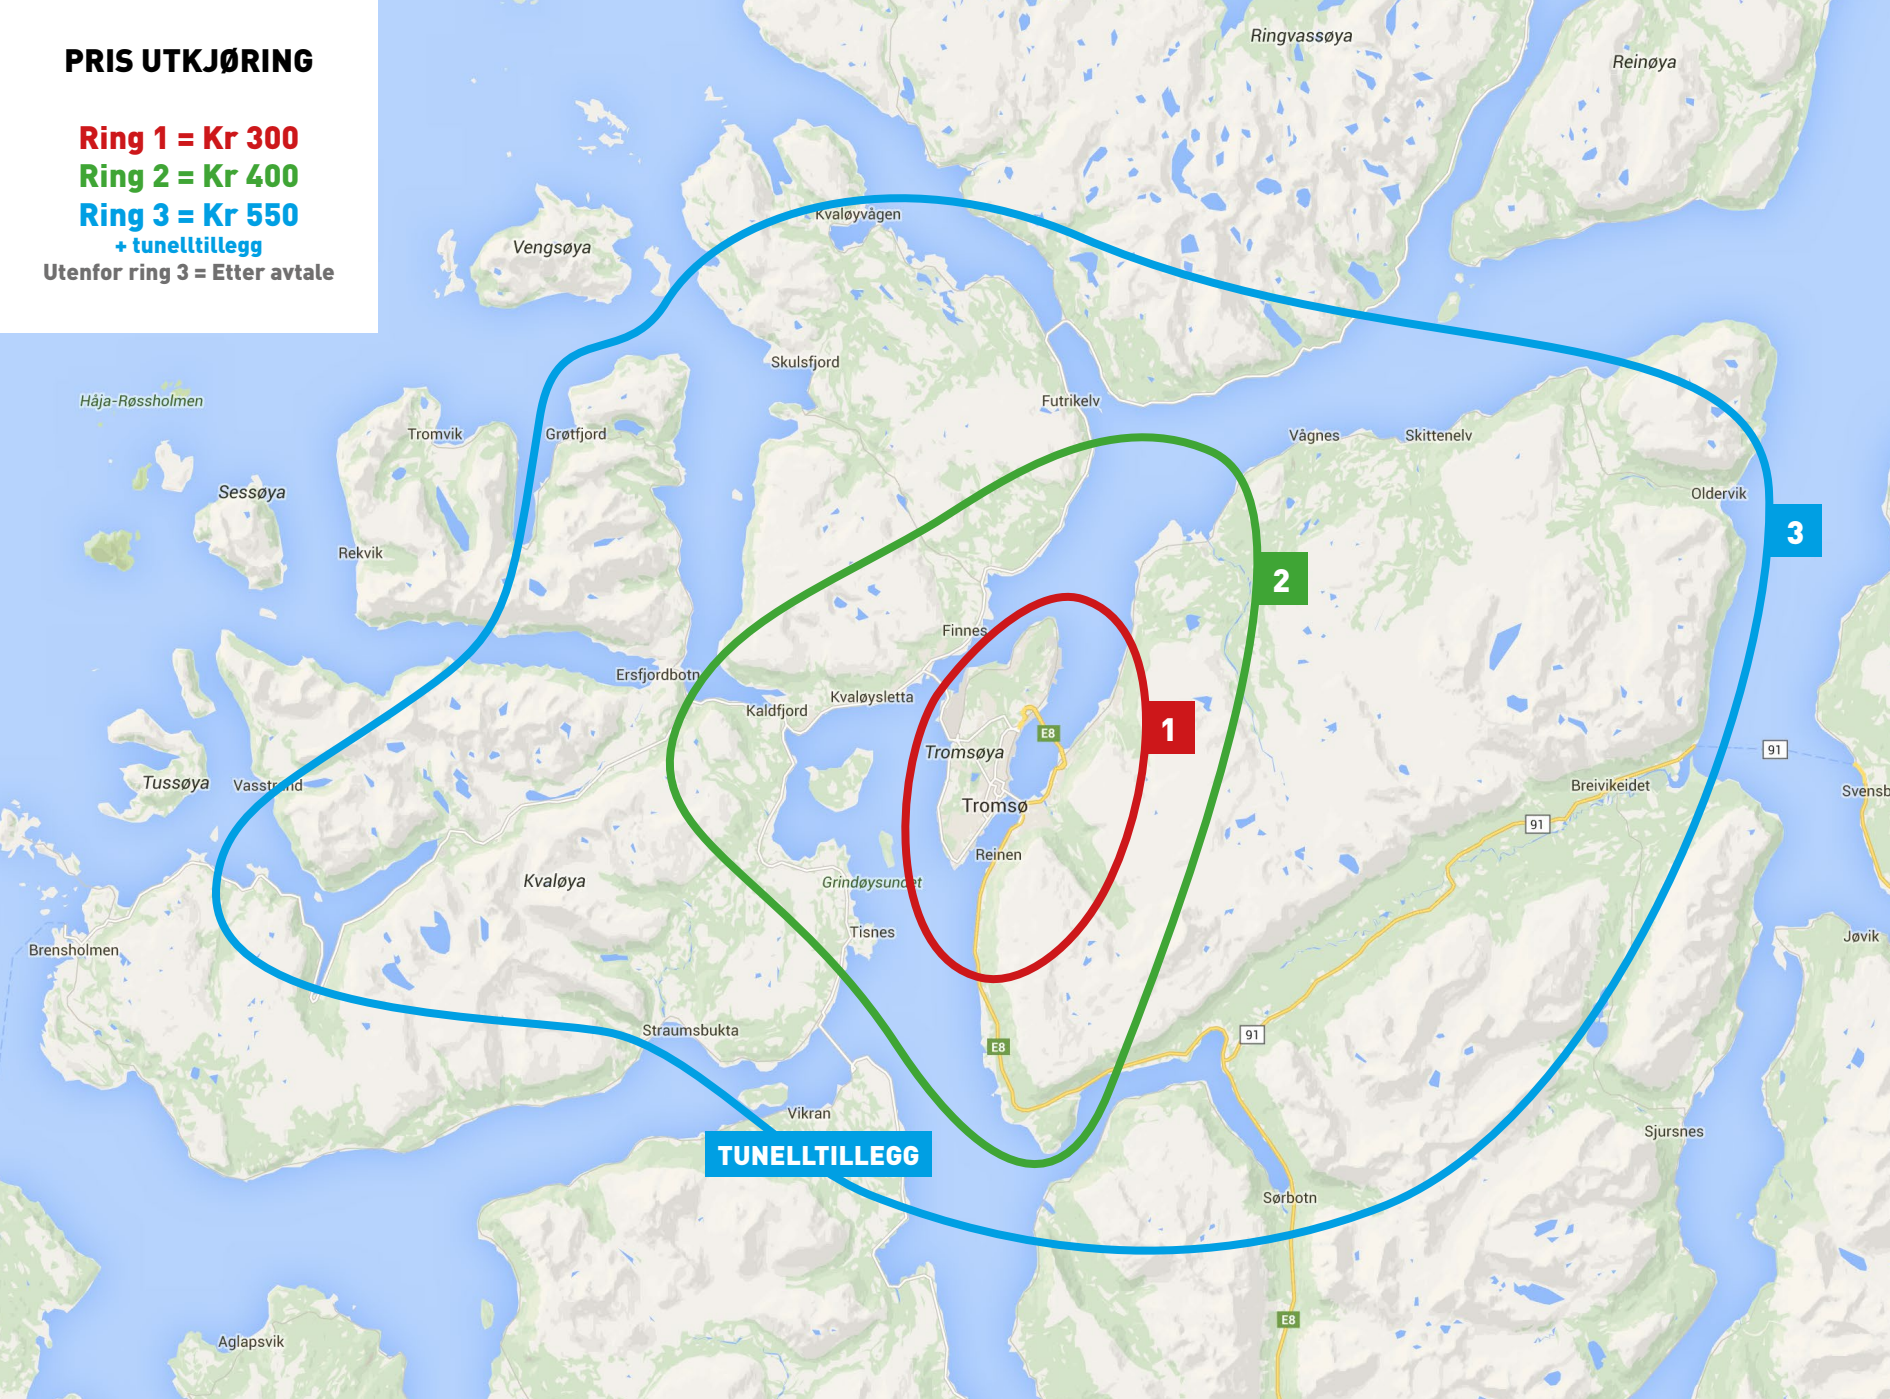 PRIS UTKJØRING
Ring 1 = Kr 300
Ring 2 = Kr 400
Ring 3 = Kr 550
+ tunelltillegg
Utenfor ring 3 = Etter avtale
Ringvassøya
Reinøya
Kvaløyvågen
Vengsøya
Skulsfjord
Håja-Røssholmen
Futrikelv
Tromvik
Grøtfjord
Vågnes
Skittenelv
Sessøya
Oldervik
3
Rekvik
2
Finnes
Ersfjordbotn
Kvaløysletta
Kaldfjord
1
E8
Tromsøya
91
Tussøya
Vasstrand
Breivikeidet
Svensb
Tromsø
91
Reinen
Kvaløya
Grindøysundet
Tisnes
Jøvik
Brensholmen
Straumsbukta
91
E8
Vikran
Sjursnes
TUNELLTILLEGG
Sørbotn
E8
Aglapsvik